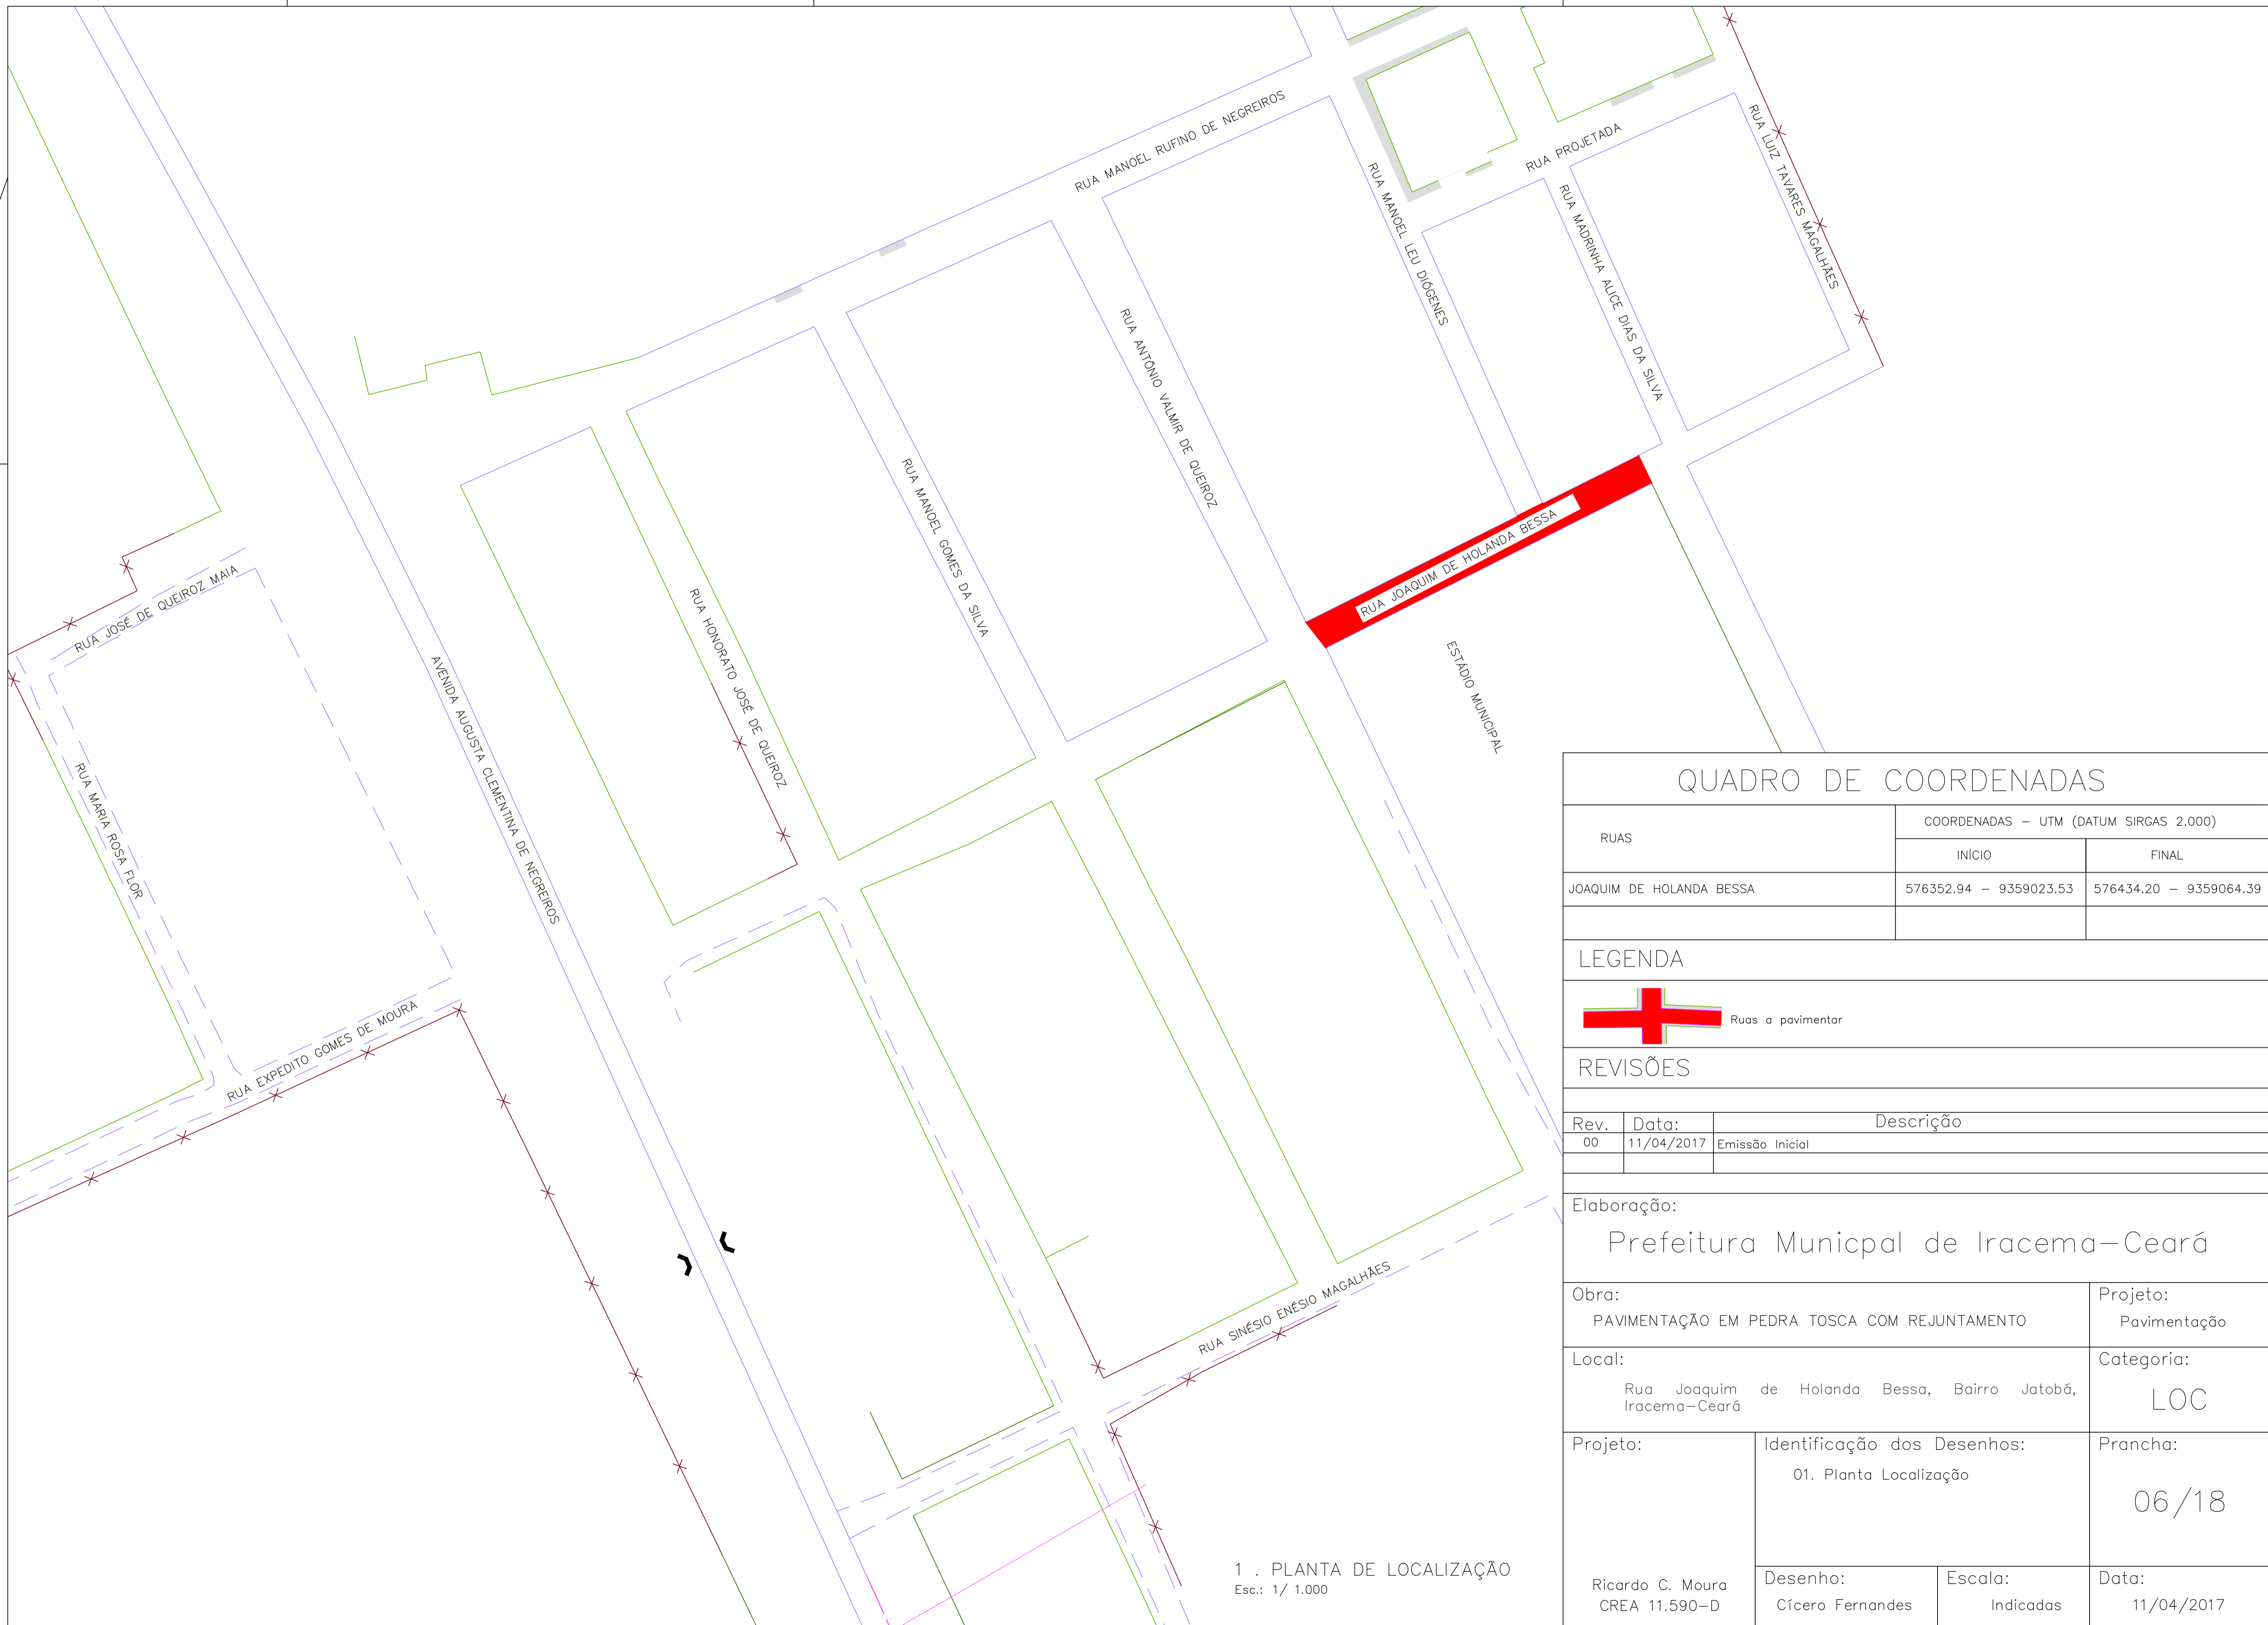 RUA MANOEL RUFINO DE NEGREIROS
RUA PROJETADA
RUA LUIZ TAVARES MAGALHÃES
RUA MANOEL LEU DIÓGENES
RUA MADRINHA ALICE DIAS DA SILVA
RUA ANTÔNIO VALMIR DE QUEIROZ
RUA MANOEL GOMES DA SILVA
RUA JOAQUIM DE HOLANDA BESSA
RUA JOSÉ DE QUEIROZ MAIA
RUA HONORATO JOSÉ DE QUEIROZ
AVENIDA AUGUSTA CLEMENTINA DE NEGREIROS
ESTÁDIO MUNICIPAL
RUA MARIA ROSA FLOR
RUA EXPEDITO GOMES DE MOURA
RUA SINÉSIO ENÉSIO MAGALHÃES
1 . PLANTA DE LOCALIZAÇÃO
Esc.: 1/ 1.000
QUADRO DE COORDENADAS
RUAS
COORDENADAS - UTM (DATUM SIRGAS 2.000)
INÍCIO FINAL
JOAQUIM DE HOLANDA BESSA 576352.94 - 9359023.53 576434.20 - 9359064.39
LEGENDA
Ruas a pavimentar
REVISÕES
Rev. Data: Descrição
00 11/04/2017 Emissão Inicial
Elaboração:
Prefeitura Municpal de Iracema-Ceará
Obra:
PAVIMENTAÇÃO EM PEDRA TOSCA COM REJUNTAMENTO
Projeto:
Pavimentação
Local:
Rua Joaquim de Holanda Bessa, Bairro Jatobá,
Iracema-Ceará
Categoria:
LOC
Projeto:
Ricardo C. Moura
CREA 11.590-D
Identificação dos Desenhos:
01. Planta Localização
Prancha:
06/18
Desenho:
Cícero Fernandes
Escala:
Indicadas
Data:
11/04/2017